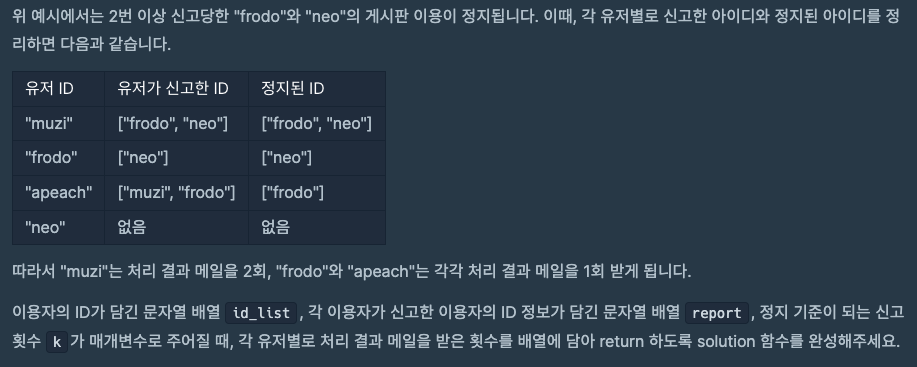 위 예시에서는 2번 이상 신고당한 "frodo"와 "neo"의 게시판 이용이 정지됩니다. 이때, 각 유저별로 신고한 아이디와 정지된 아이디를 정
리하면 다음과 같습니다.
유저 ID 유저가 신고한 ID 정지된 ID
"muzi" ["frodo", "neo"] ["frodo", "neo"]
"frodo" ["neo"] ["neo"]
"apeach" ["muzi", "frodo"] ["frodo"]
"neo" 없음 없음
따라서 "muzi"는 처리 결과 메일을 2회, "frodo"와 "apeach"는 각각 처리 결과 메일을 1회 받게 됩니다.
이용자의 ID가 담긴 문자열 배열 id_list, 각 이용자가 신고한 이용자의 ID 정보가 담긴 문자열 배열 report, 정지 기준이 되는 신고
횟수 k가 매개변수로 주어질 때, 각 유저별로 처리 결과 메일을 받은 횟수를 배열에 담아 return 하도록 solution 함수를 완성해주세요.